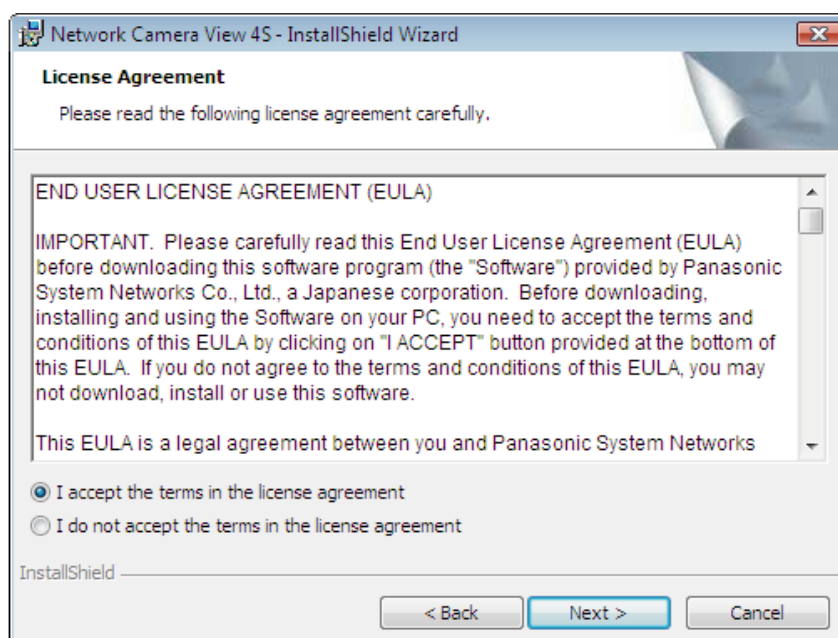 Network Camera View 4S - InstallShield Wizard
License Agreement
Please read the following license agreement carefully.
END USER LICENSE AGREEMENT (EULA)
IMPORTANT.  Please carefully read this End User License Agreement (EULA)
before downloading this software program (the "Software") provided by Panasonic
System Networks Co., Ltd., a Japanese corporation.  Before downloading,
installing and using the Software on your PC, you need to accept the terms and
conditions of this EULA by clicking on "I ACCEPT" button provided at the bottom of
this EULA.  If you do not agree to the terms and conditions of this EULA, you may
not download, install or use this software.
This EULA is a legal agreement between you and Panasonic System Networks
I accept the terms in the license agreement
I do not accept the terms in the license agreement
InstallShield
< Back
Next >
Cancel